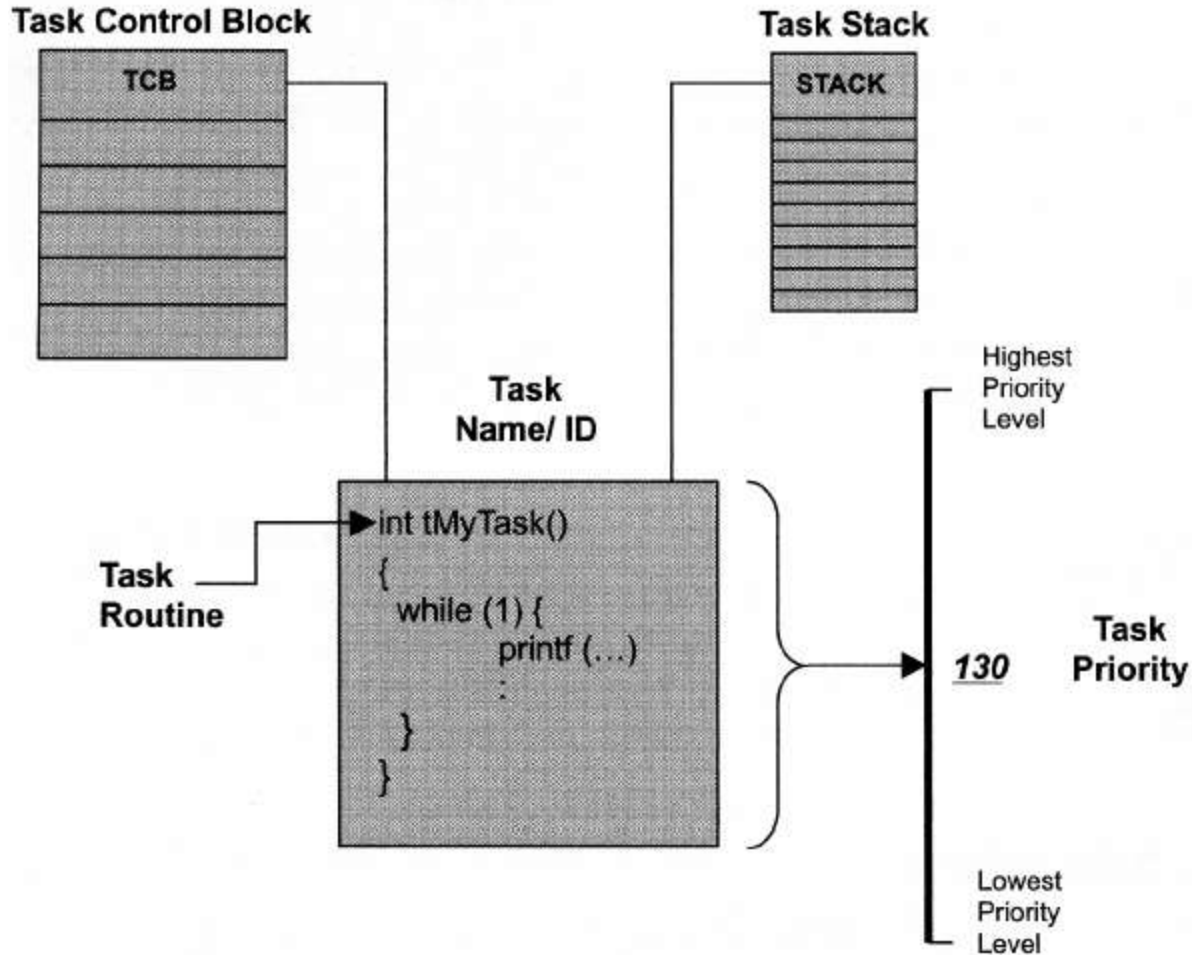 Task Control Block
TCB
Task Stack
STACK
Task
Name/ ID
Task
Routine
int tMyTask()
{
while (1) {
printf (...)
:
}
}
Highest
Priority
Level
130
Task
Priority
Lowest
Priority
Level